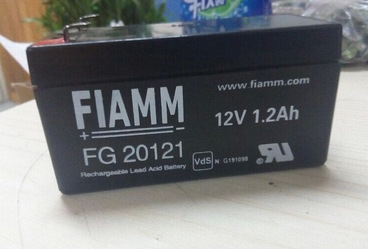 FIAMM
+ −
FG 20121
Rechargeable Lead Acid Battery
www.fiamm.com
12V 1.2Ah
VdS N: G191098